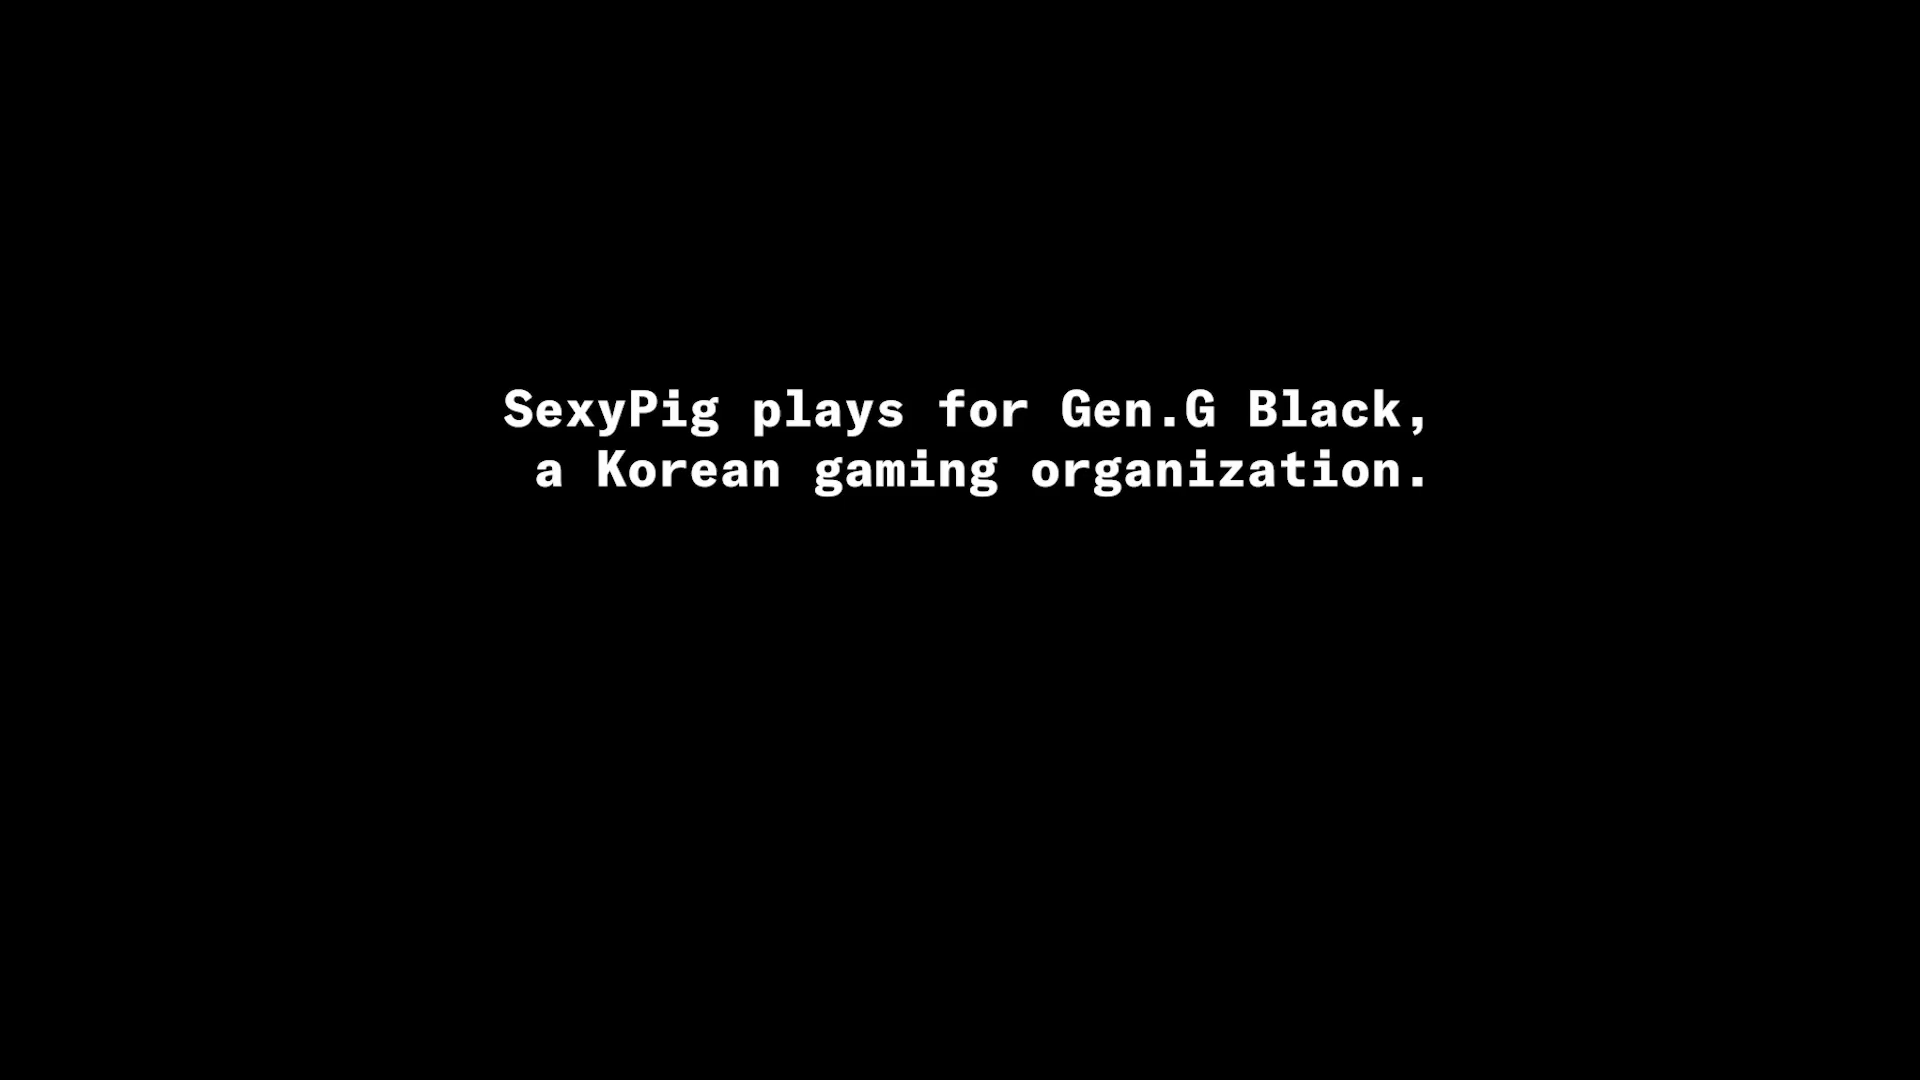 SexyPig plays for Gen.G Black,
a Korean gaming organization.